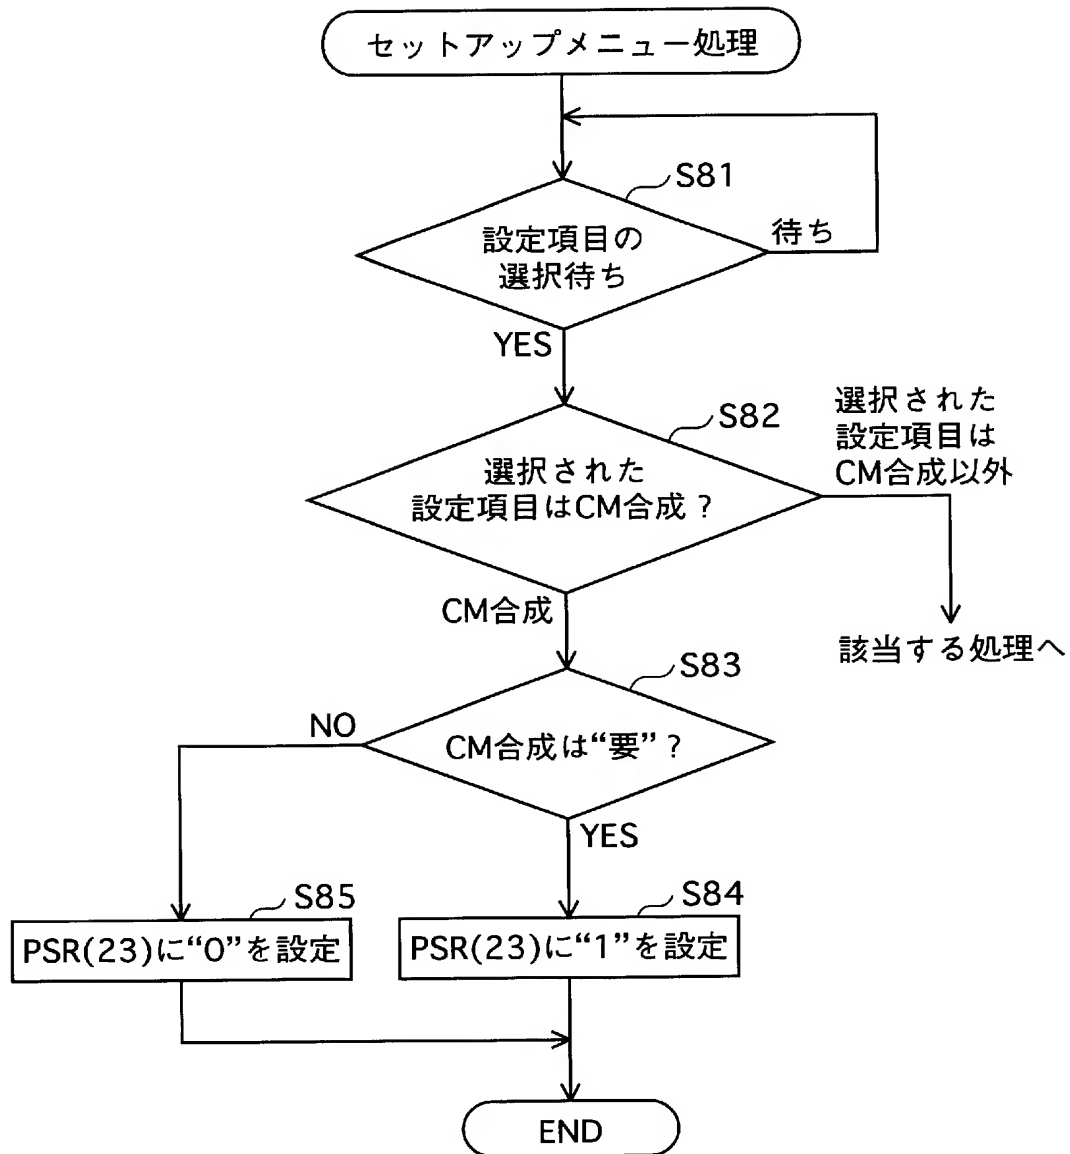 セットアップメニュー処理
S81
設定項目の
選択待ち
待ち
YES
S82
選択された
設定項目はCM合成?
選択された
設定項目は
CM合成以外
CM合成
該当する処理へ
S83
NO
CM合成は“要”?
YES
S85
S84
PSR(23)に“0”を設定
PSR(23)に“1”を設定
END